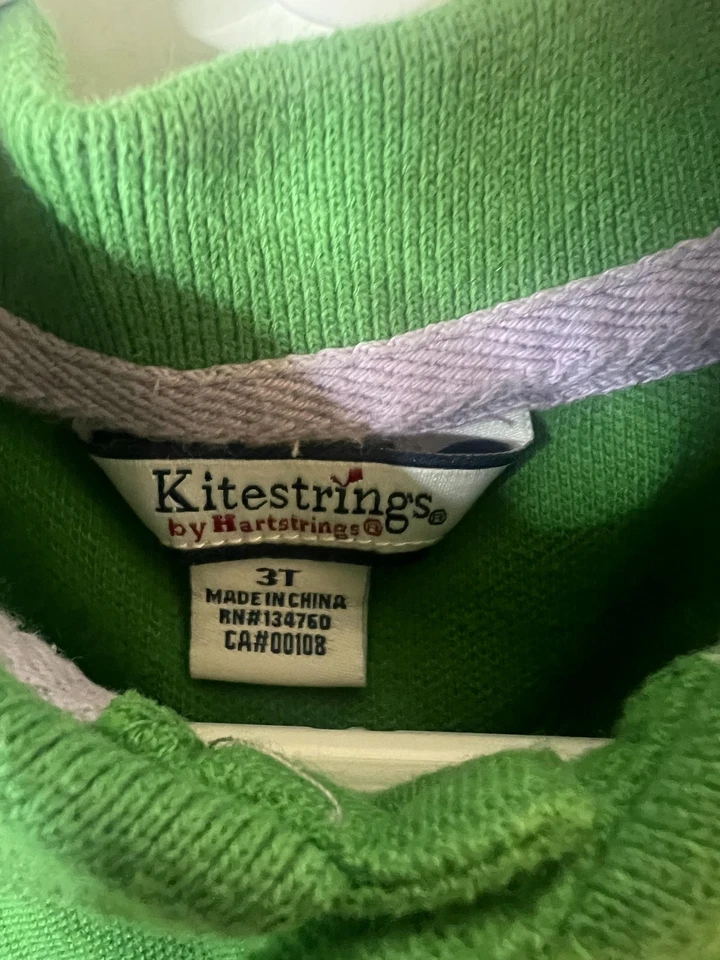 Kitestrings®
by Hartstrings®
3T
MADE IN CHINA
RN#134760
CA#00108